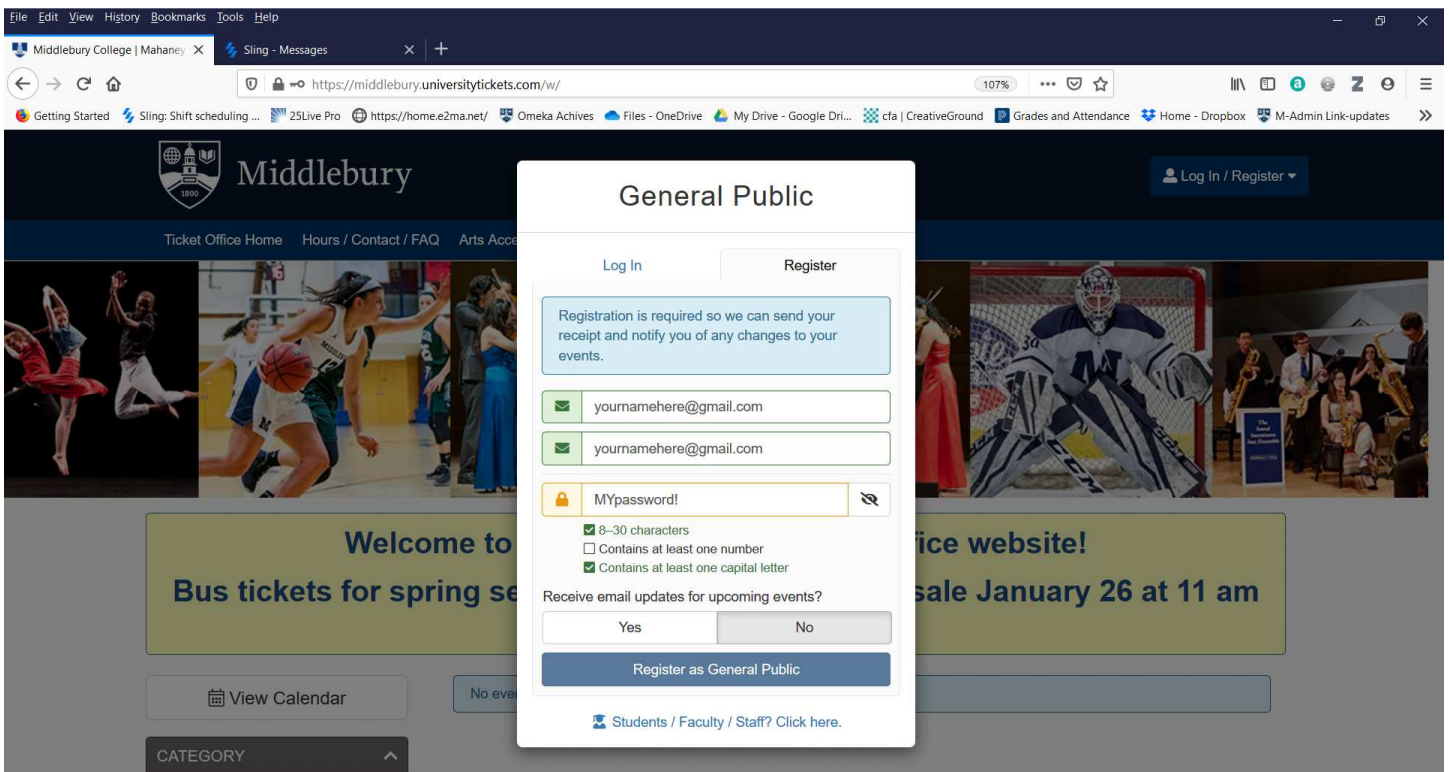 File Edit View History Bookmarks Tools Help
Middlebury College | Mahaney
Sling - Messages
https://middlebury.universitytickets.com/w/
107%
Getting Started Sling: Shift scheduling ... 25Live Pro https://home.e2ma.net/ Omeka Achives Files - OneDrive My Drive - Google Dri... cfa | CreativeGround Grades and Attendance Home - Dropbox M-Admin Link-updates
1800
Middlebury
Log In / Register
Ticket Office Home Hours / Contact / FAQ Arts Acce
General Public
Log In Register
Registration is required so we can send your
receipt and notify you of any changes to your
events.
yournamehere@gmail.com
yournamehere@gmail.com
MYpassword!
8–30 characters
Contains at least one number
Contains at least one capital letter
Receive email updates for upcoming events?
Yes No
Register as General Public
Students / Faculty / Staff? Click here.
Welcome to ice website!
Bus tickets for spring se sale January 26 at 11 am
View Calendar
No eve
CATEGORY